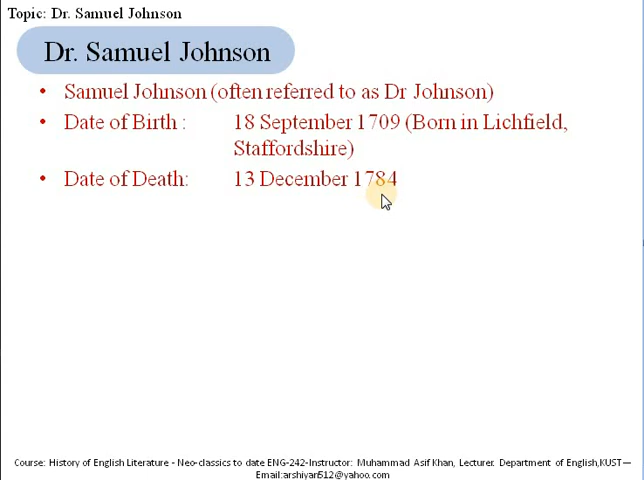 Topic: Dr. Samuel Johnson
Dr. Samuel Johnson
• Samuel Johnson (often referred to as Dr Johnson)
• Date of Birth : 18 September 1709 (Born in Lichfield,
Staffordshire)
• Date of Death: 13 December 1784
Course: History of English Literature - Neo-classics to date ENG-242-Instructor: Muhammad Asif Khan, Lecturer. Department of English,KUST—
Email:arshiyan512@yahoo.com